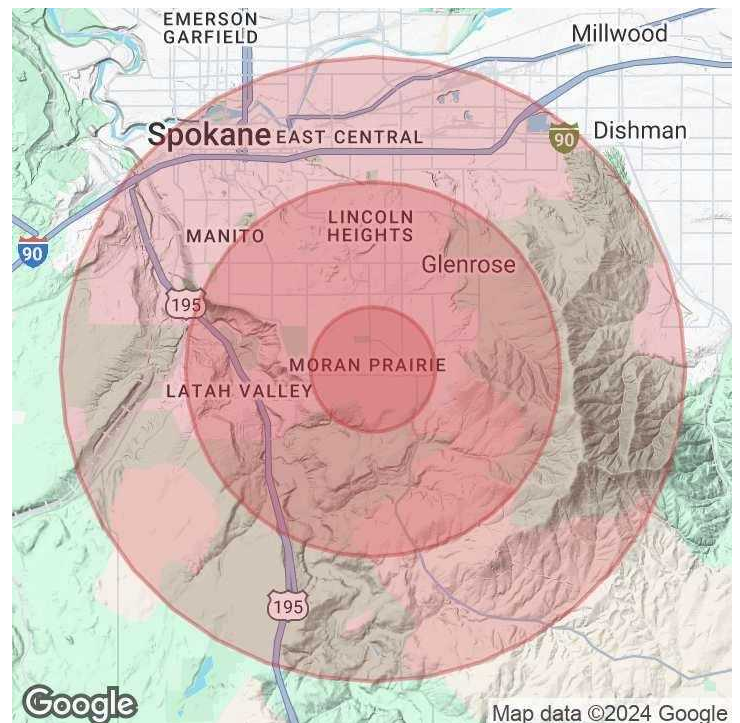 EMERSON
GARFIELD
Millwood
Spokane
EAST CENTRAL
90
Dishman
LINCOLN
HEIGHTS
MANITO
90
Glenrose
195
MORAN PRAIRIE
LATAH VALLEY
195
Google
Map data ©2024 Google